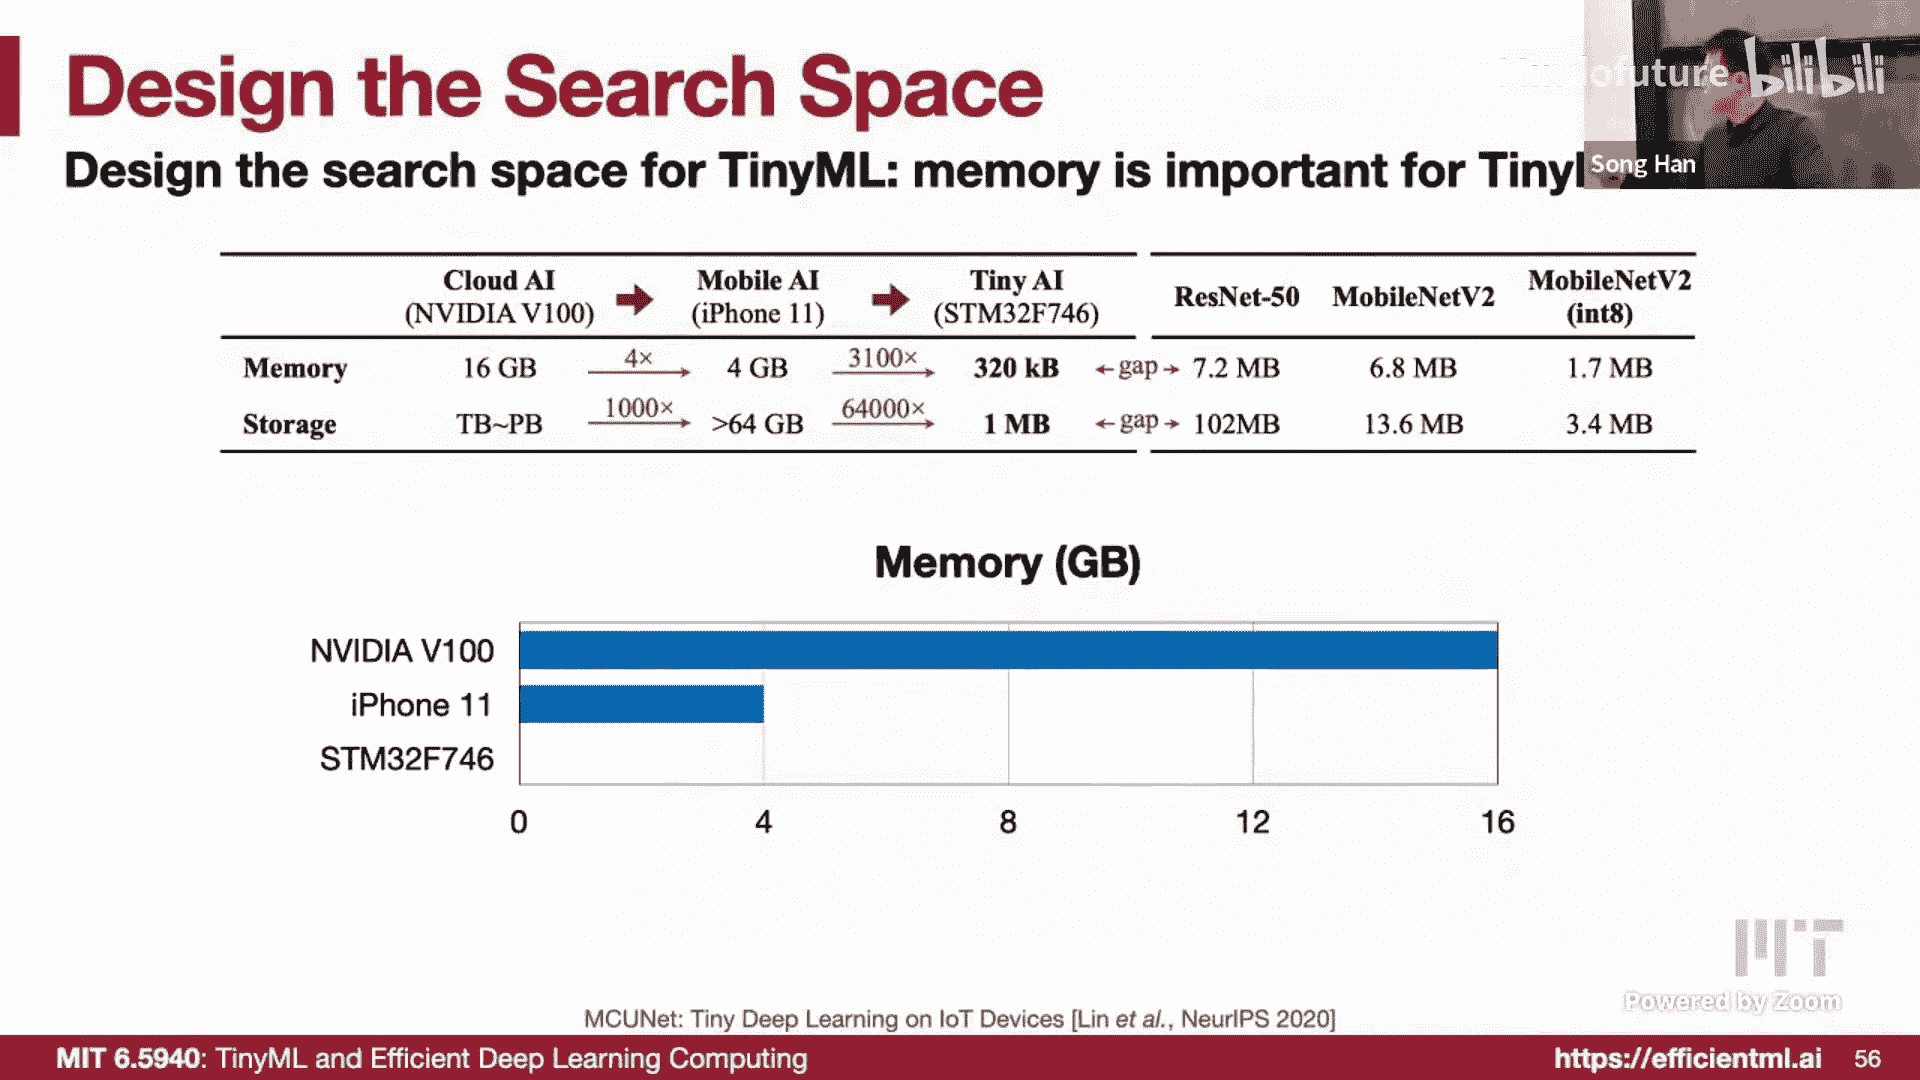 Design the Search Space
ofuture bilibili
Design the search space for TinyML: memory is important for
Song Han
Cloud AI Mobile AI Tiny AI MobileNetV2
(NVIDIA V100) (iPhone 11) (STM32F746) ResNet-50 MobileNetV2 (int8)
Memory 16 GB 4× 4 GB 3100× 320 kB ←gap→ 7.2 MB 6.8 MB 1.7 MB
Storage TB~PB 1000× >64 GB 64000× 1 MB ←gap→ 102MB 13.6 MB 3.4 MB
Memory (GB)
NVIDIA V100
iPhone 11
STM32F746
0 4 8 12 16
MIT
Powered by Zoom
MCUNet: Tiny Deep Learning on IoT Devices [Lin et al., NeurIPS 2020]
MIT 6.5940: TinyML and Efficient Deep Learning Computing https://efficientml.ai 56